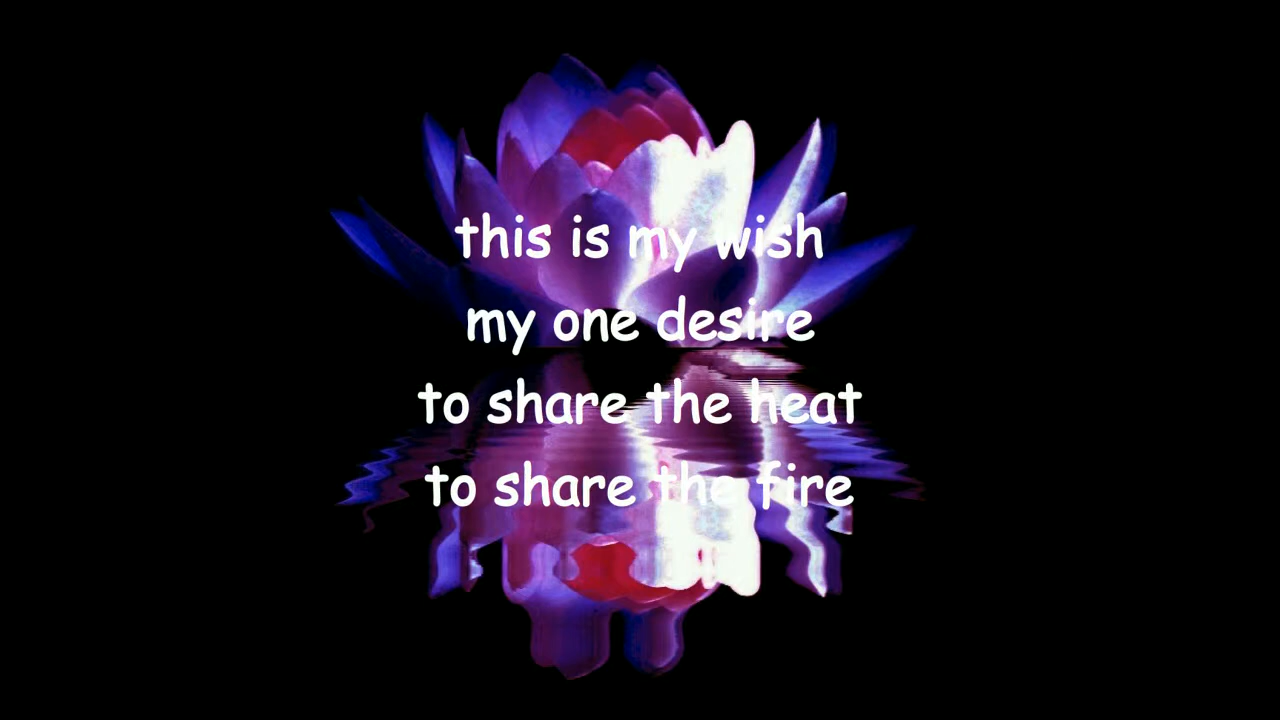 this is my wish
my one desire
to share the heat
to share the fire